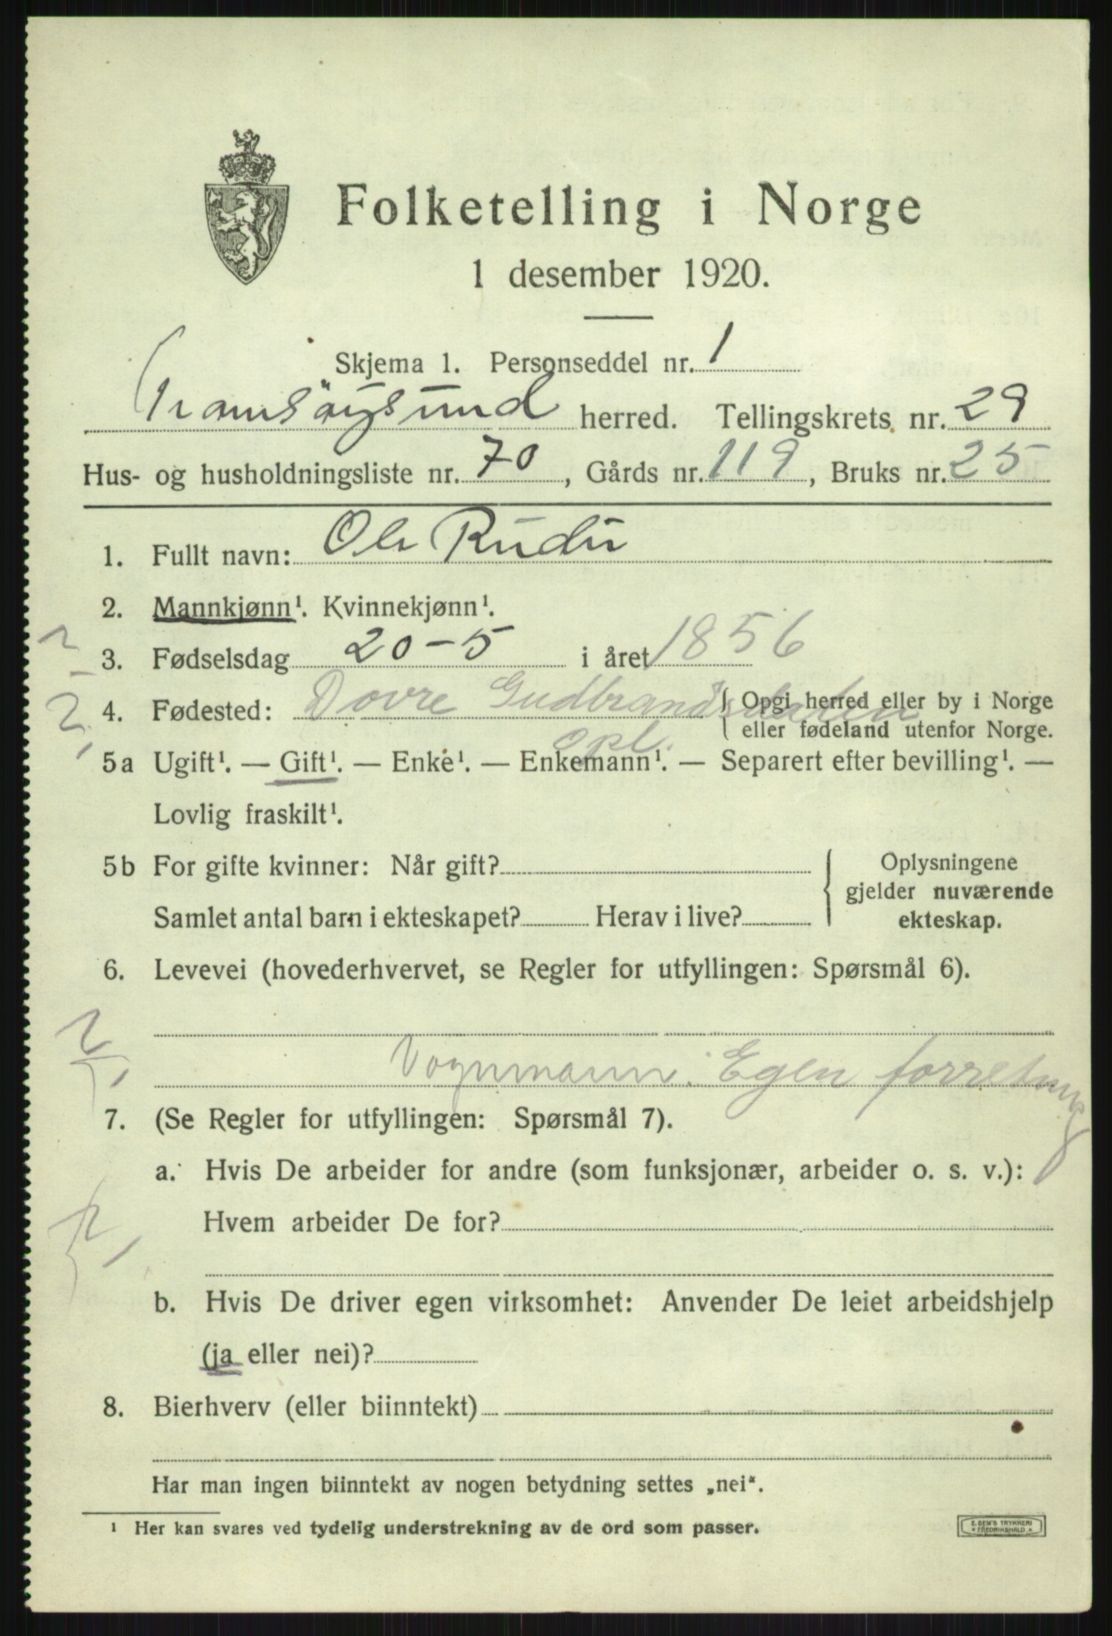 Folketelling i Norge
1 desember 1920.
Skjema 1. Personseddel nr. 1
Tromsöysund herred. Tellingskrets nr. 29
Hus- og husholdningsliste nr. 70, Gårds nr. 119, Bruks nr. 25
1. Fullt navn: Ole
2. Mannkjønn¹. Kvinnekjønn¹.
3. Fødselsdag 20-5 i året 1856
4. Fødested: Dovre Gudbrandsdalen { Opgi herred eller by i Norge
eller fødeland utenfor Norge.
opl.
5a Ugift¹. — Gift¹. — Enke¹. — Enkemann¹. — Separert efter bevilling¹. —
Lovlig fraskilt¹.
5b For gifte kvinner: Når gift? { Oplysningene
gjelder nuværende
Samlet antal barn i ekteskapet? Herav i live? ekteskap.
6. Levevei (hovederhvervet, se Regler for utfyllingen: Spørsmål 6).
Vognmann. Egen forretning
7. (Se Regler for utfyllingen: Spørsmål 7).
a. Hvis De arbeider for andre (som funksjonær, arbeider o. s. v.):
Hvem arbeider De for?
b. Hvis De driver egen virksomhet: Anvender De leiet arbeidshjelp
(ja eller nei)?
8. Bierhverv (eller biinntekt)
Har man ingen biinntekt av nogen betydning settes „nei“.
¹ Her kan svares ved tydelig understrekning av de ord som passer.